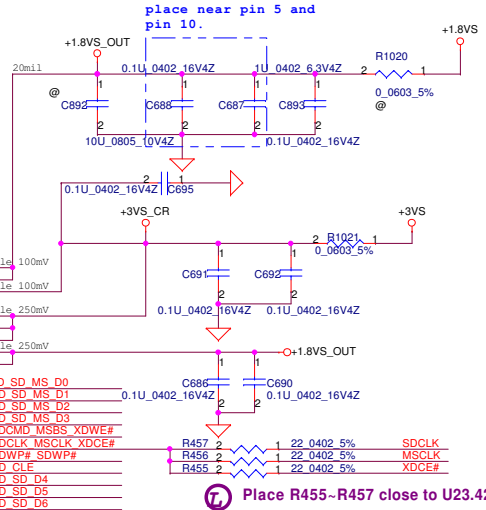 place near pin 5 and
pin 10.
+1.8VS_OUT
+1.8VS
20mil
0.1U_0402_16V4Z
1U_0402_6.3V4Z
R1020
2 1
0_0603_5%
@
@
1 1 1 1
C892
C688
C687
C893
2 2 2 2
10U_0805_10V4Z
0.1U_0402_16V4Z
2 1
0.1U_0402_16V4Z
C695
+3VS_CR
+3VS
R1021
2 1
0_0603_5%
100mV
1 1
C691
C692
2 2
100mV
0.1U_0402_16V4Z
0.1U_0402_16V4Z
250mV
250mV
+1.8VS_OUT
1 1
C686
C690
2 2
0.1U_0402_16V4Z
0.1U_0402_16V4Z
D_SD_MS_D0
D_SD_MS_D1
D_SD_MS_D2
D_SD_MS_D3
DCMD_MSBS_XDWE#
DCLK_MSCLK_XDCE#
DWP#_SDWP#
D_CLE
D_SD_D4
D_SD_D5
D_SD_D6
R457 2 1 22_0402_5% SDCLK
R456 2 1 22_0402_5% MSCLK
R455 2 1 22_0402_5% XDCE#
L Place R455~R457 close to U23.42